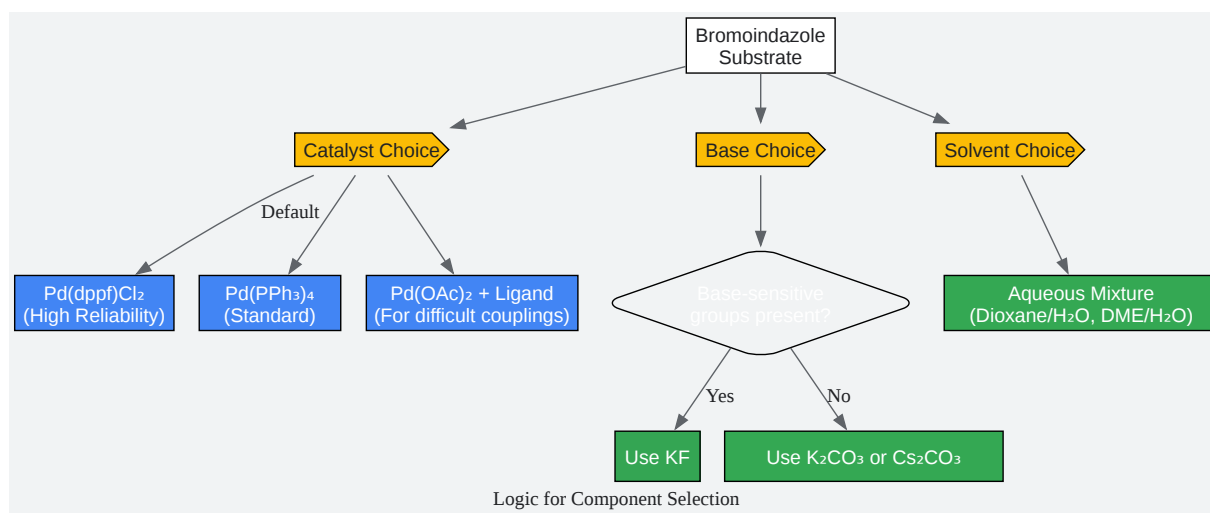 Bromoindazole
Substrate
Catalyst Choice
Base Choice
Solvent Choice
Default
Pd(dppf)Cl₂
(High Reliability)
Pd(PPh₃)₄
(Standard)
Pd(OAc)₂ + Ligand
(For difficult couplings)
Base-sensitive
groups present?
Aqueous Mixture
(Dioxane/H₂O, DME/H₂O)
Yes
No
Use KF
Use K₂CO₃ or Cs₂CO₃
Logic for Component Selection